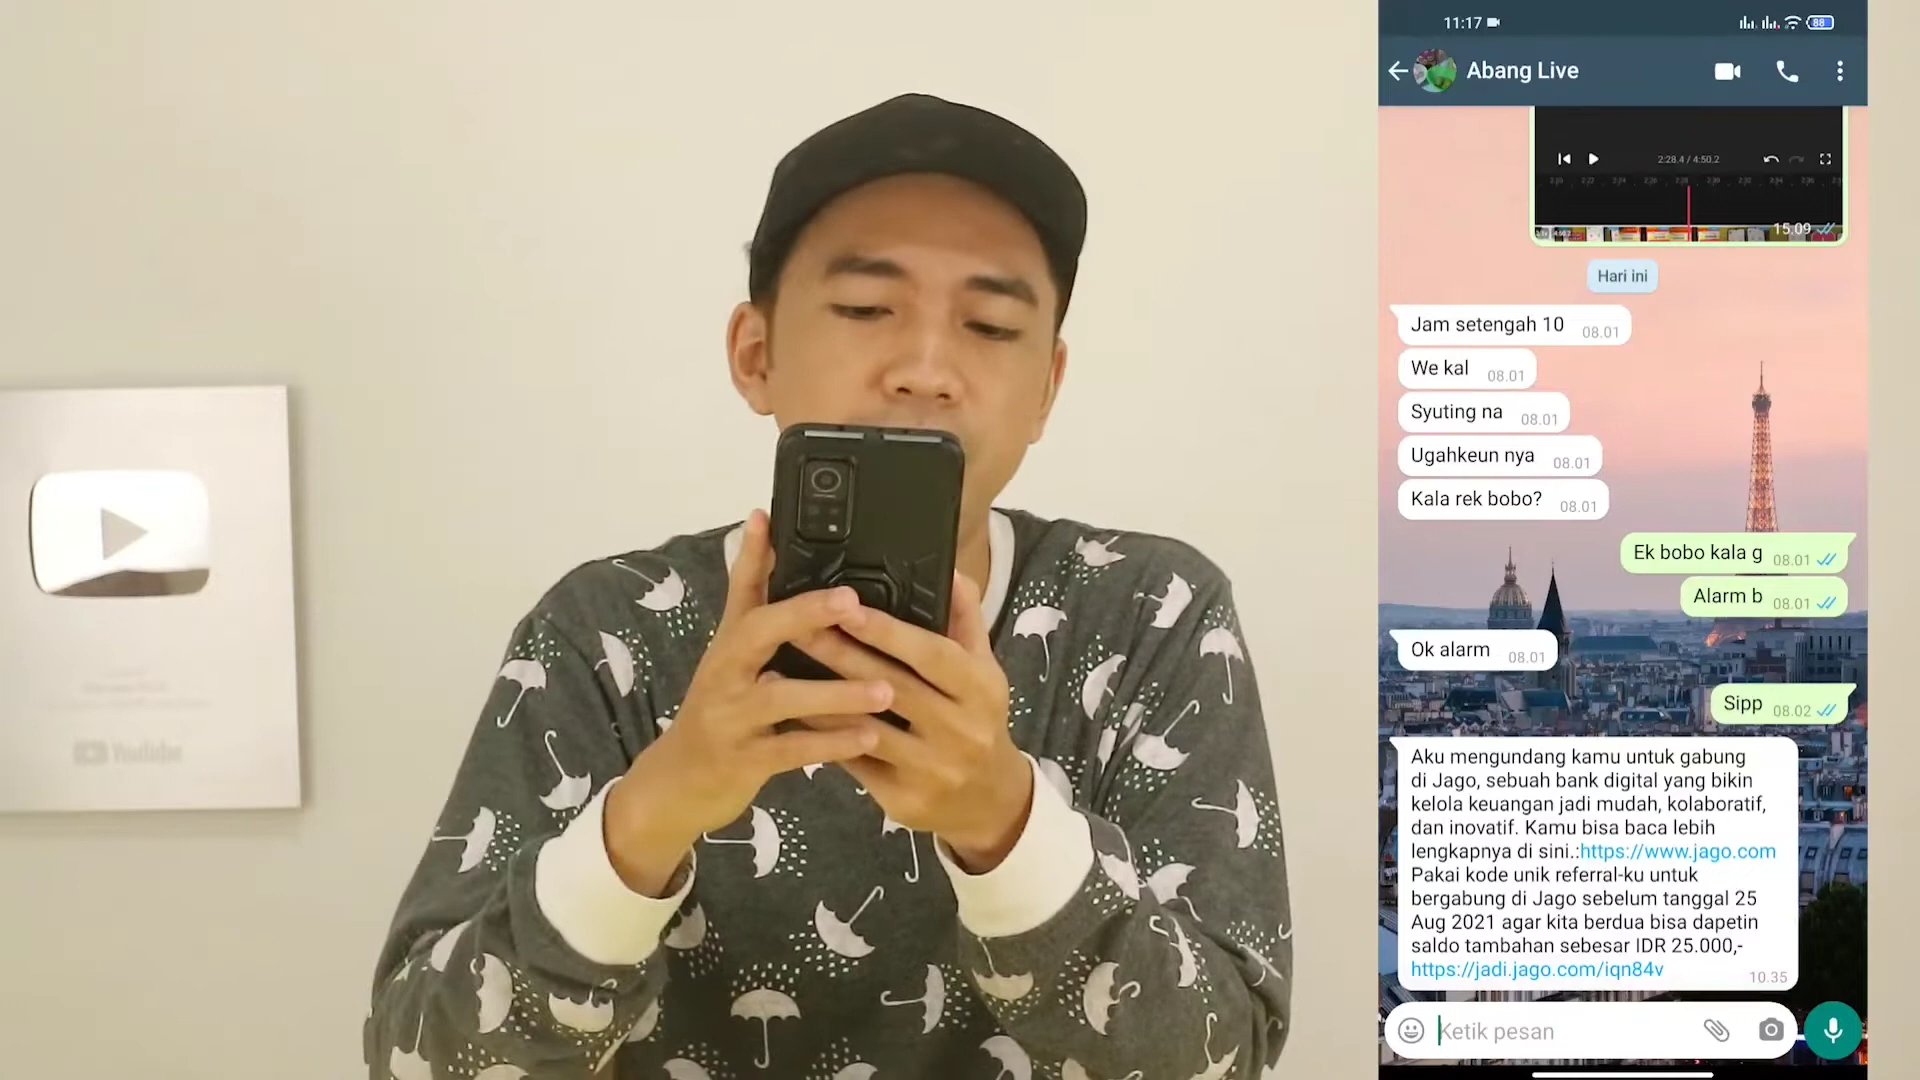 11:17
88
Abang Live
2:28.4 / 4:50.2
15.09
Hari ini
Jam setengah 10 08.01
We kal 08.01
Syuting na 08.01
Ugahkeun nya 08.01
Kala rek bobo? 08.01
Ek bobo kala g 08.01
Alarm b 08.01
Ok alarm 08.01
Sipp 08.02
Aku mengundang kamu untuk gabung
di Jago, sebuah bank digital yang bikin
kelola keuangan jadi mudah, kolaboratif,
dan inovatif. Kamu bisa baca lebih
lengkapnya di sini.:https://www.jago.com
Pakai kode unik referral-ku untuk
bergabung di Jago sebelum tanggal 25
Aug 2021 agar kita berdua bisa dapetin
saldo tambahan sebesar IDR 25.000,-
https://jadi.jago.com/iqn84v 10.35
Ketik pesan
YouTube